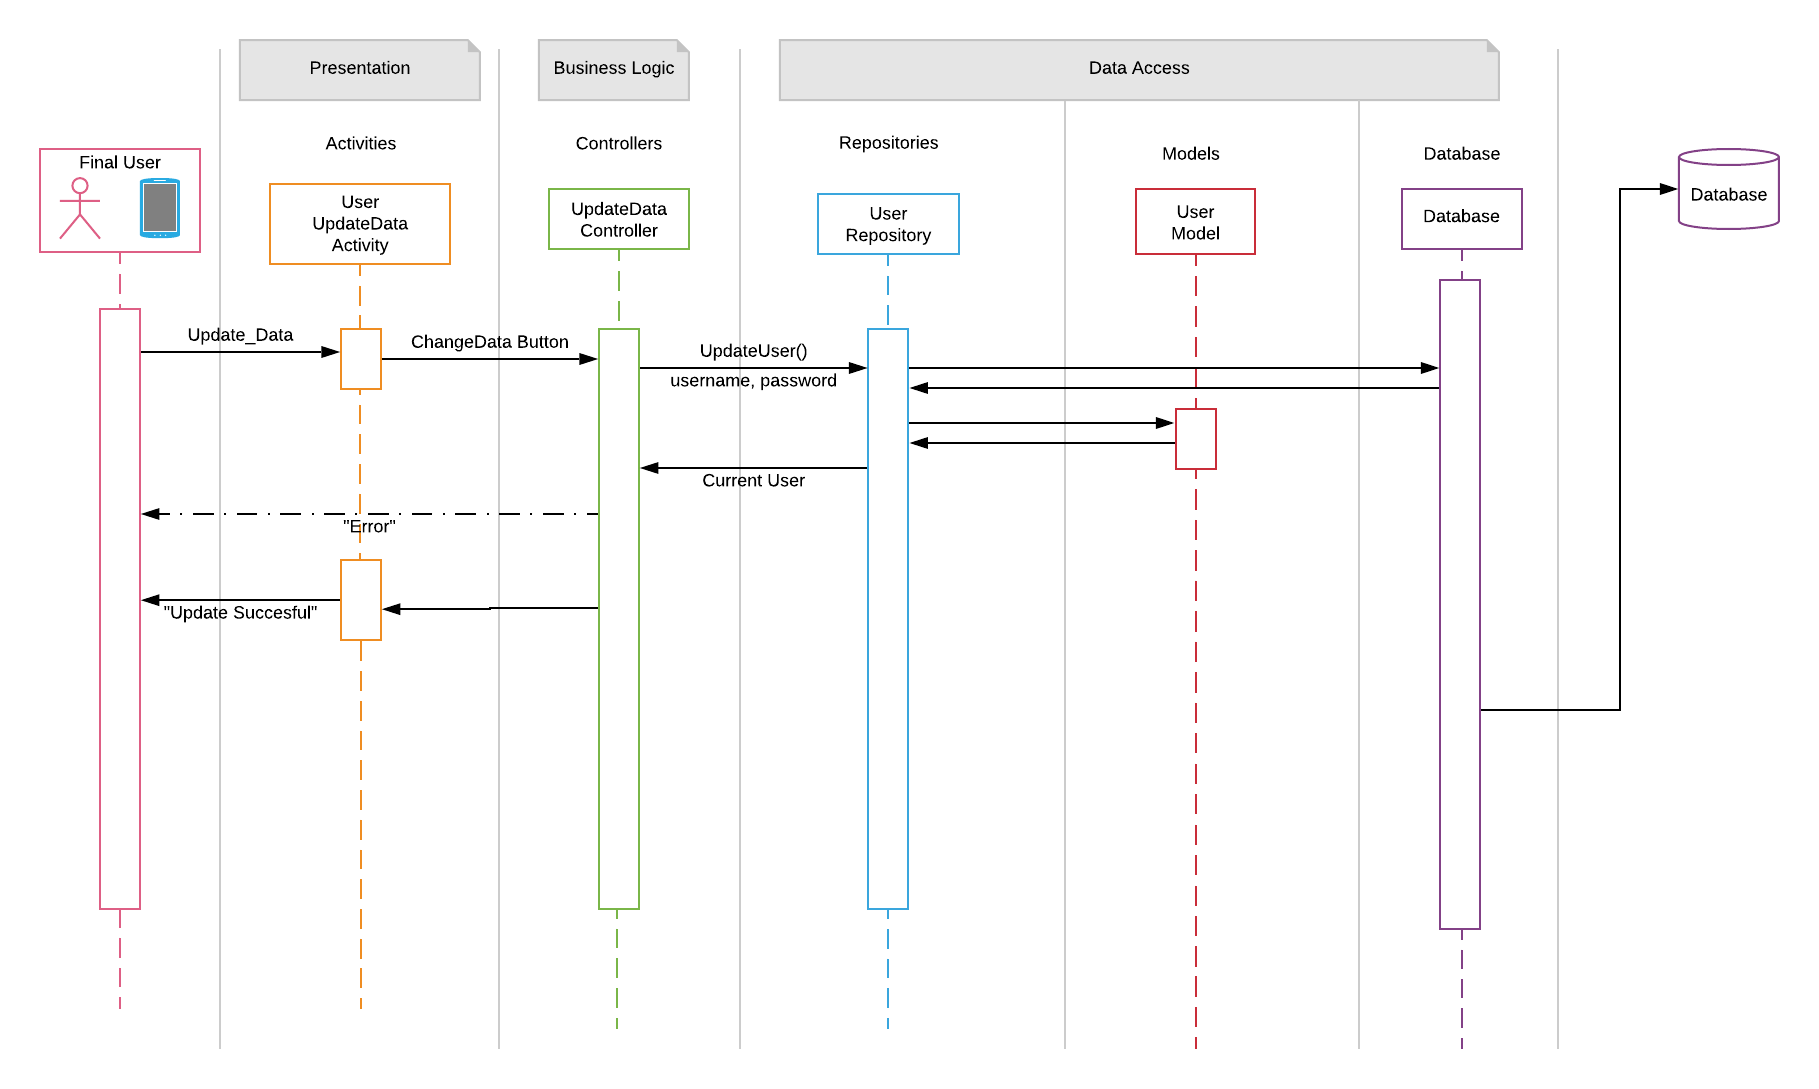 Presentation
Business Logic
Data Access
Activities
Controllers
Repositories
Models
Database
Final User
User
UpdateData
Activity
UpdateData
Controller
User
Repository
User
Model
Database
Database
Update_Data
ChangeData Button
UpdateUser()
username, password
Current User
"Error"
"Update Succesful"